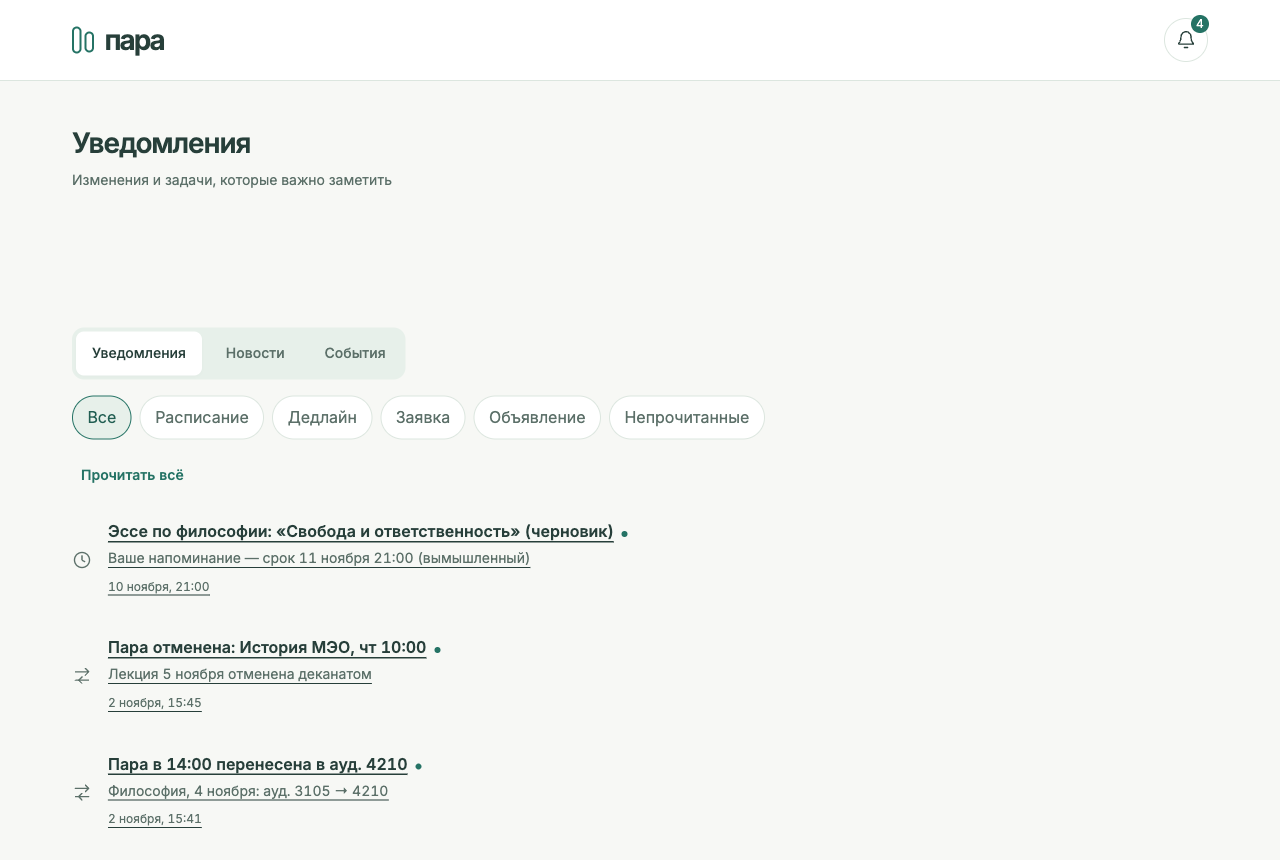 пара
4
Уведомления
Изменения и задачи, которые важно заметить
Уведомления Новости События
Все Расписание Дедлайн Заявка Объявление Непрочитанные
Прочитать всё
Эссе по философии: «Свобода и ответственность» (черновик)
Ваше напоминание — срок 11 ноября 21:00 (вымышленный)
10 ноября, 21:00
Пара отменена: История МЭО, чт 10:00
Лекция 5 ноября отменена деканатом
2 ноября, 15:45
Пара в 14:00 перенесена в ауд. 4210
Философия, 4 ноября: ауд. 3105 → 4210
2 ноября, 15:41